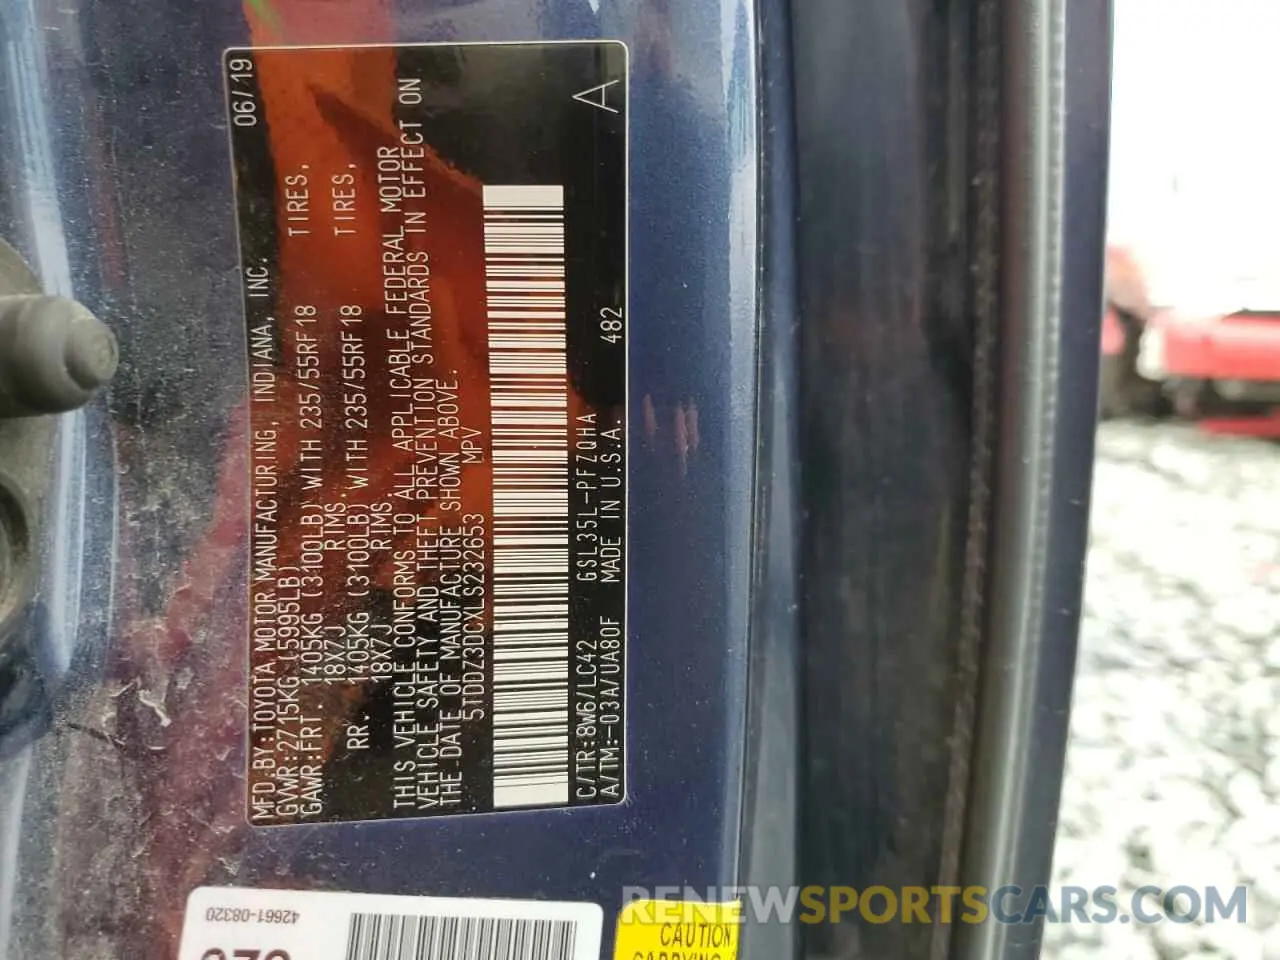 MFD.BY:TOYOTA MOTOR MANUFACTURING, INDIANA, INC. 06/19
GVWR:2715KG (5995LB)
GAWR:FRT. 1405KG (3100LB) WITH 235/55RF18 TIRES,
18X7J RIMS.
RR. 1405KG (3100LB) WITH 235/55RF18 TIRES,
18X7J RIMS.
THIS VEHICLE CONFORMS TO ALL APPLICABLE FEDERAL MOTOR
VEHICLE SAFETY AND THEFT PREVENTION STANDARDS IN EFFECT ON
THE DATE OF MANUFACTURE SHOWN ABOVE.
5TDDZ3DCXLS232653 MPV
C/TR:8W6/LC42 GSL35L-PFZQHA
A/TM:-03A/UA80F MADE IN U.S.A. 482 A
42661-08320
CAUTION
RENEWSPORTSCARS.COM